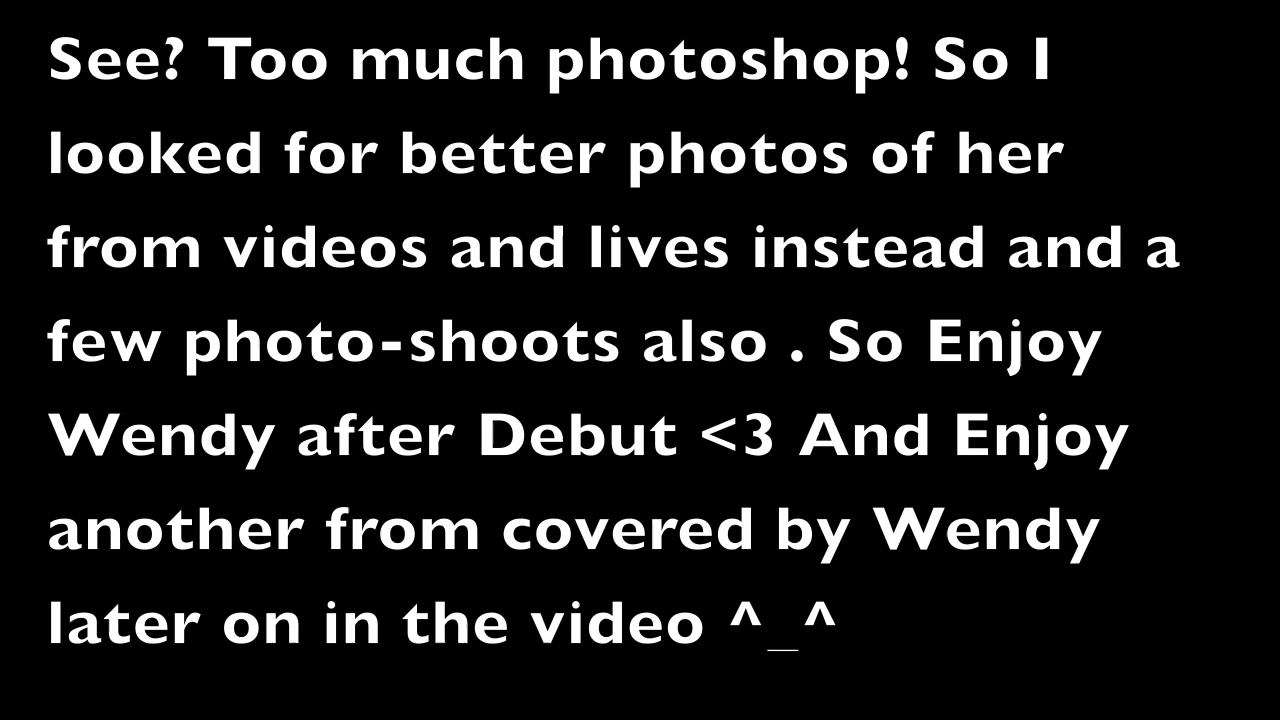 See? Too much photoshop! So I
looked for better photos of her
from videos and lives instead and a
few photo-shoots also . So Enjoy
Wendy after Debut <3 And Enjoy
another from covered by Wendy
later on in the video ^_^